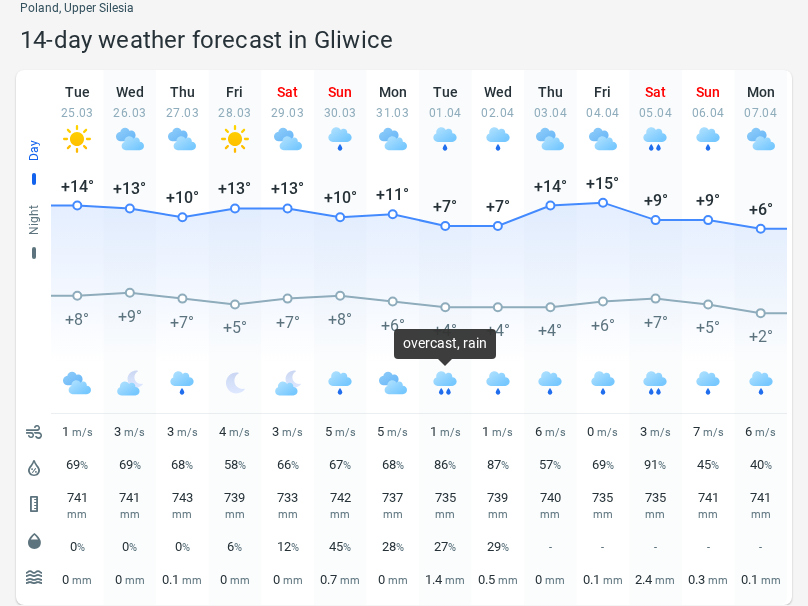 Poland, Upper Silesia
14-day weather forecast in Gliwice
Tue Wed Thu Fri Sat Sun Mon Tue Wed Thu Fri Sat Sun Mon
25.03 26.03 27.03 28.03 29.03 30.03 31.03 01.04 02.04 03.04 04.04 05.04 06.04 07.04
Day
+14° +13° +10° +13° +13° +10° +11° +7° +7° +14° +15° +9° +9° +6°
Night
+8° +9° +7° +5° +7° +8° +6° +4° +4° +4° +6° +7° +5° +2°
overcast, rain
1 m/s 3 m/s 3 m/s 4 m/s 3 m/s 5 m/s 5 m/s 1 m/s 1 m/s 6 m/s 0 m/s 3 m/s 7 m/s 6 m/s
69% 69% 68% 58% 66% 67% 68% 86% 87% 57% 69% 91% 45% 40%
741 741 743 739 733 742 737 735 739 740 735 735 741 741
mm mm mm mm mm mm mm mm mm mm mm mm mm mm
0% 0% 0% 6% 12% 45% 28% 27% 29% - - - - -
0 mm 0 mm 0.1 mm 0 mm 0 mm 0.7 mm 0 mm 1.4 mm 0.5 mm 0 mm 0.1 mm 2.4 mm 0.3 mm 0.1 mm